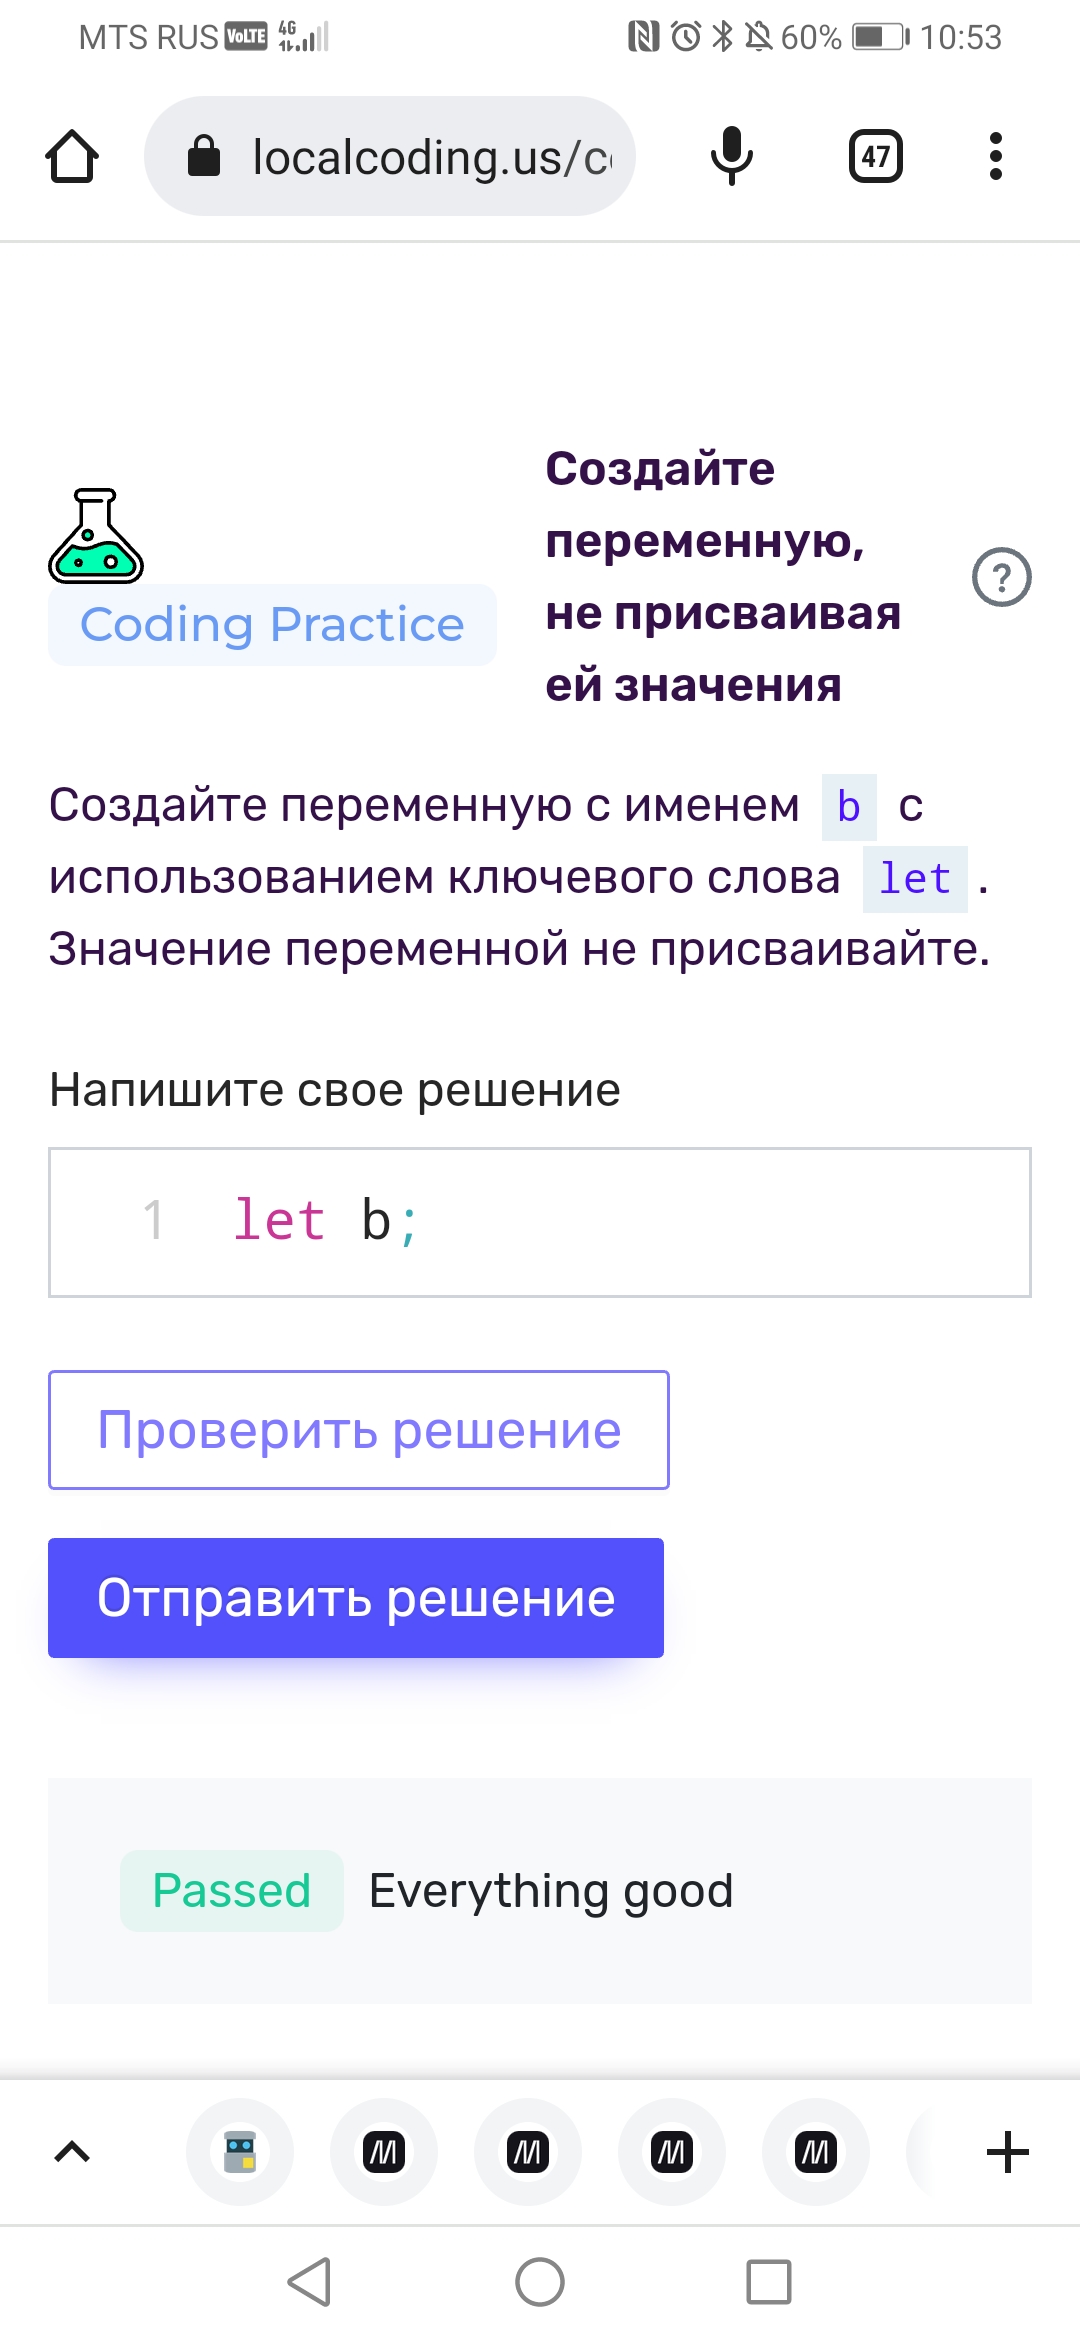 MTS RUS VoLTE 4G 60% 10:53
localcoding.us/c
47
Создайте
переменную,
не присваивая
ей значения
?
Coding Practice
Создайте переменную с именем b с
использованием ключевого слова let.
Значение переменной не присваивайте.
Напишите свое решение
1 let b;
Проверить решение
Отправить решение
Passed Everything good